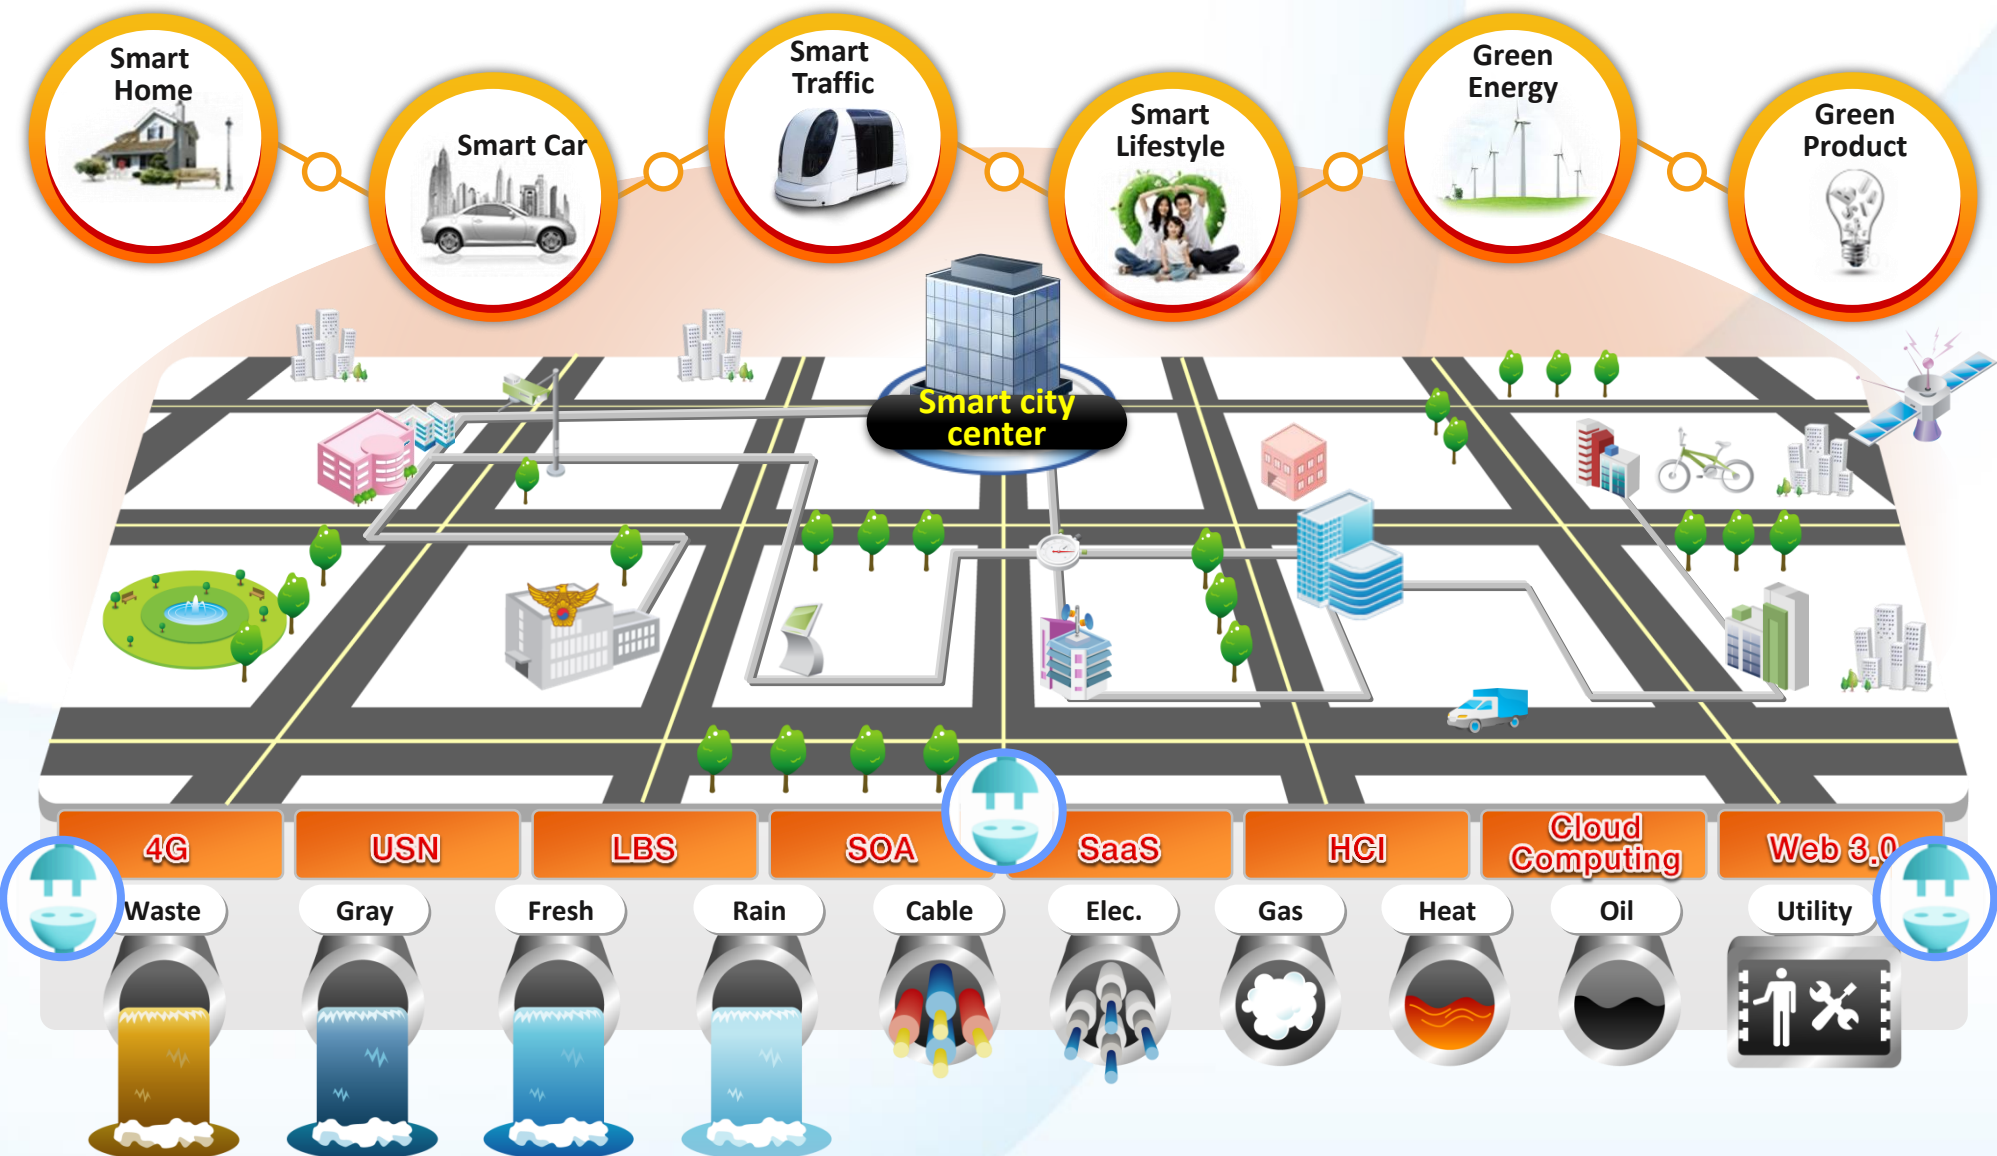 Smart
Home
Smart Car
Smart
Traffic
Smart
Lifestyle
Green
Energy
Green
Product
Smart city
center
4G
USN
LBS
SOA
SaaS
HCI
Cloud
Computing
Web 3.0
Waste
Gray
Fresh
Rain
Cable
Elec.
Gas
Heat
Oil
Utility